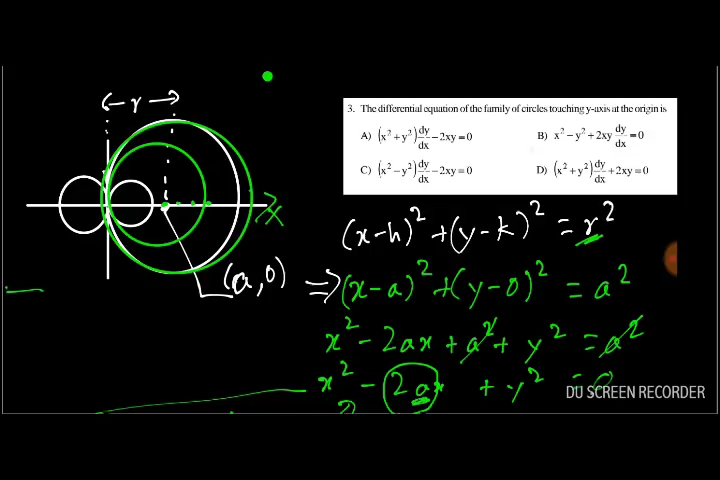 ← r →
X
(a, 0)
3. The differential equation of the family of circles touching y-axis at the origin is
A) (x² + y²) dy/dx − 2xy = 0
B) x² − y² + 2xy dy/dx = 0
C) (x² − y²) dy/dx − 2xy = 0
D) (x² + y²) dy/dx + 2xy = 0
(x-h)² + (y-k)² = r²
⇒ (x-a)² + (y-0)² = a²
x² - 2ax + a² + y² = a²
x² - 2ax + y² = 0
DU SCREEN RECORDER